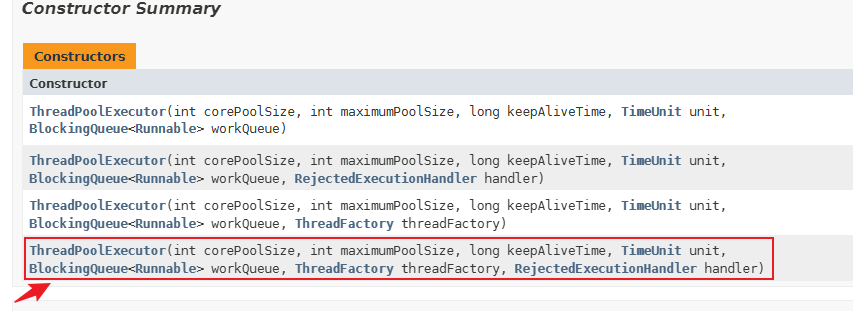 Constructor Summary
Constructors
Constructor
ThreadPoolExecutor(int corePoolSize, int maximumPoolSize, long keepAliveTime, TimeUnit unit,
BlockingQueue<Runnable> workQueue)
ThreadPoolExecutor(int corePoolSize, int maximumPoolSize, long keepAliveTime, TimeUnit unit,
BlockingQueue<Runnable> workQueue, RejectedExecutionHandler handler)
ThreadPoolExecutor(int corePoolSize, int maximumPoolSize, long keepAliveTime, TimeUnit unit,
BlockingQueue<Runnable> workQueue, ThreadFactory threadFactory)
ThreadPoolExecutor(int corePoolSize, int maximumPoolSize, long keepAliveTime, TimeUnit unit,
BlockingQueue<Runnable> workQueue, ThreadFactory threadFactory, RejectedExecutionHandler handler)